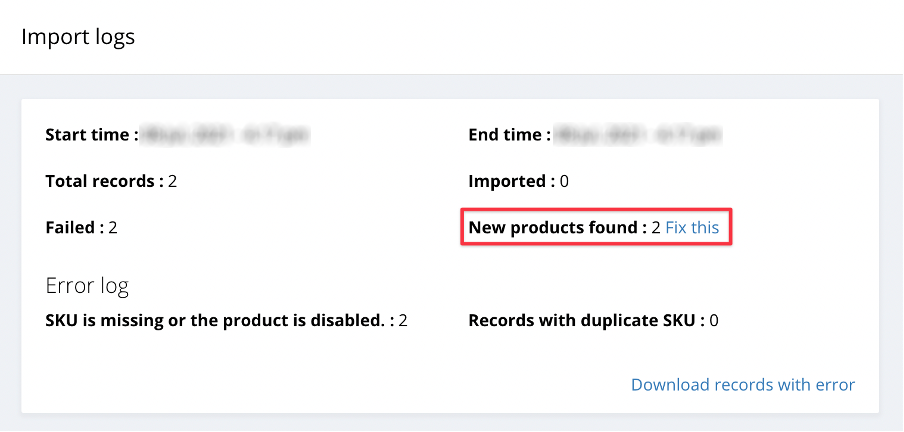 Import logs
Start time :
End time :
Total records : 2
Imported : 0
Failed : 2
New products found : 2 Fix this
Error log
SKU is missing or the product is disabled. : 2
Records with duplicate SKU : 0
Download records with error